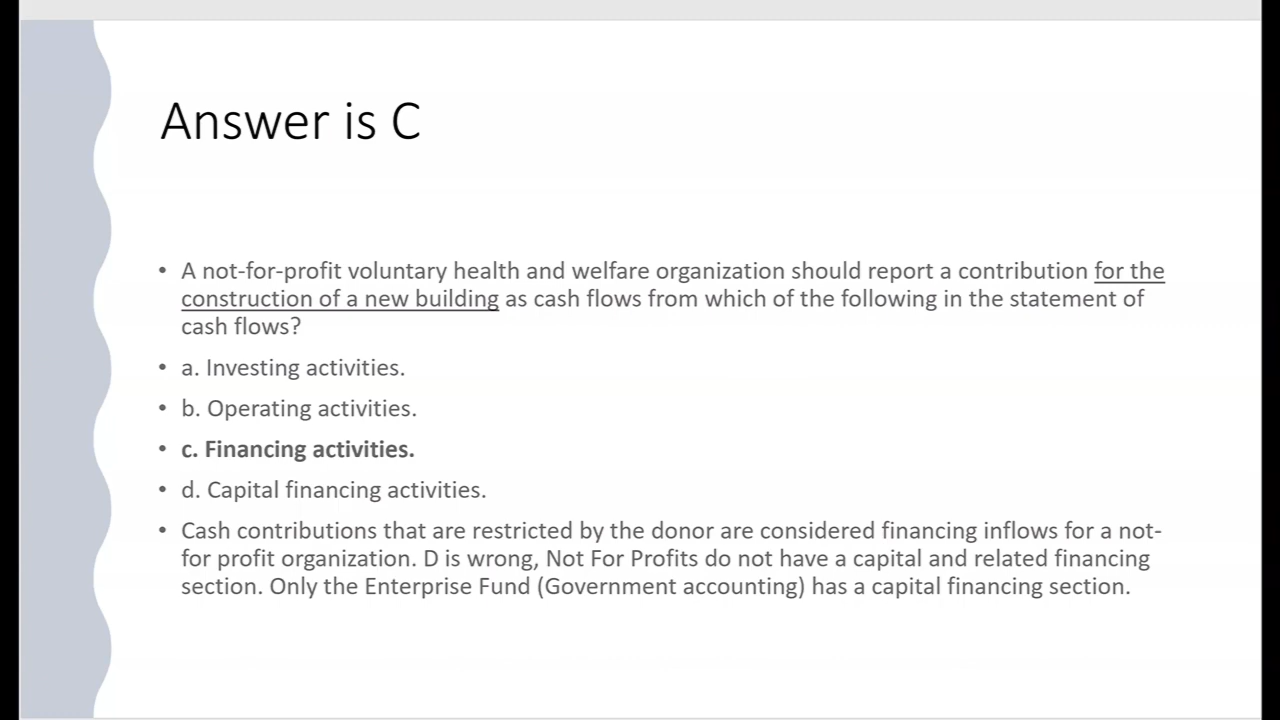 Answer is C
• A not-for-profit voluntary health and welfare organization should report a contribution for the
construction of a new building as cash flows from which of the following in the statement of
cash flows?
• a. Investing activities.
• b. Operating activities.
• c. Financing activities.
• d. Capital financing activities.
• Cash contributions that are restricted by the donor are considered financing inflows for a not-
for profit organization. D is wrong, Not For Profits do not have a capital and related financing
section. Only the Enterprise Fund (Government accounting) has a capital financing section.